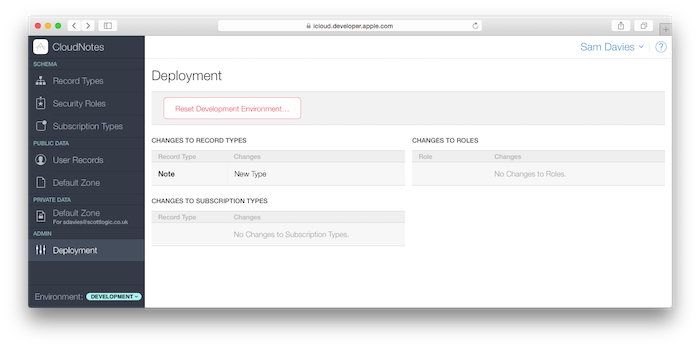 icloud.developer.apple.com
CloudNotes
Sam Davies
?
SCHEMA
Record Types
Security Roles
Subscription Types
PUBLIC DATA
User Records
Default Zone
PRIVATE DATA
Default Zone
For sdavies@scottlogic.co.uk
ADMIN
Deployment
Environment: DEVELOPMENT
Deployment
Reset Development Environment...
CHANGES TO RECORD TYPES
Record Type Changes
Note New Type
CHANGES TO SUBSCRIPTION TYPES
Record Type Changes
No Changes to Subscription Types.
CHANGES TO ROLES
Role Changes
No Changes to Roles.